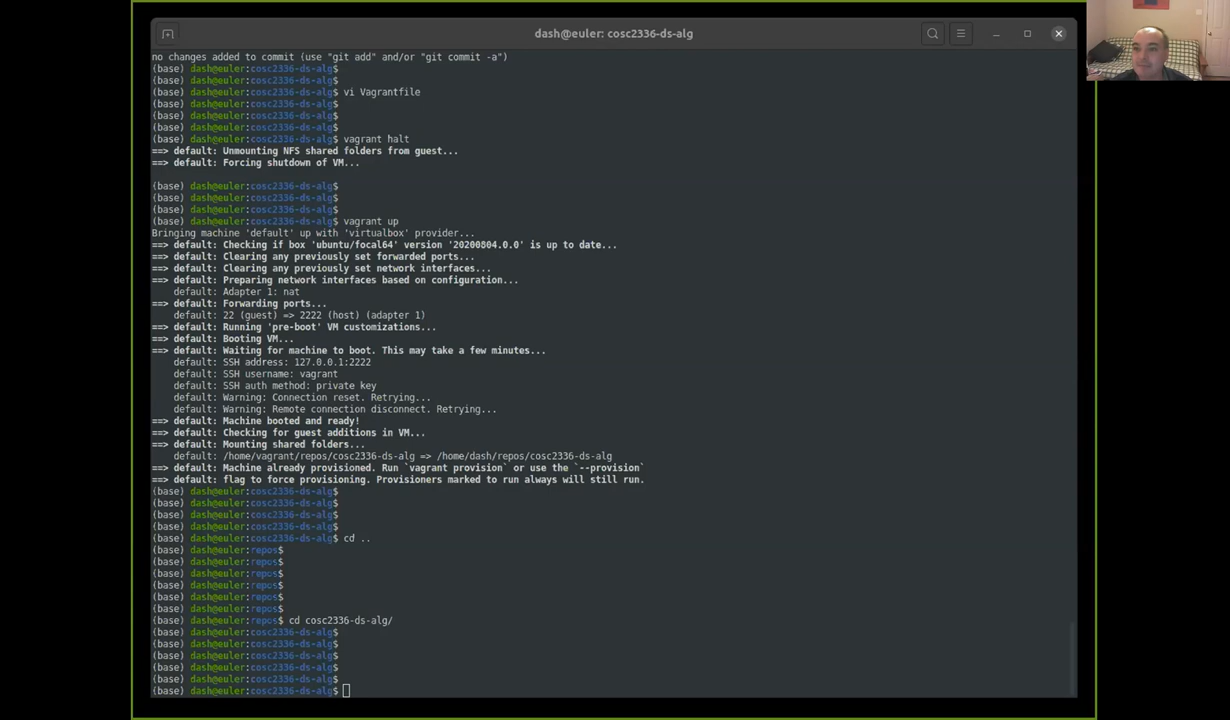 dash@euler: cosc2336-ds-alg
no changes added to commit (use "git add" and/or "git commit -a")
(base) dash@euler:cosc2336-ds-alg$
(base) dash@euler:cosc2336-ds-alg$
(base) dash@euler:cosc2336-ds-alg$ vi Vagrantfile
(base) dash@euler:cosc2336-ds-alg$
(base) dash@euler:cosc2336-ds-alg$
(base) dash@euler:cosc2336-ds-alg$
(base) dash@euler:cosc2336-ds-alg$ vagrant halt
==> default: Unmounting NFS shared folders from guest...
==> default: Forcing shutdown of VM...
(base) dash@euler:cosc2336-ds-alg$
(base) dash@euler:cosc2336-ds-alg$
(base) dash@euler:cosc2336-ds-alg$
(base) dash@euler:cosc2336-ds-alg$ vagrant up
Bringing machine 'default' up with 'virtualbox' provider...
==> default: Checking if box 'ubuntu/focal64' version '20200804.0.0' is up to date...
==> default: Clearing any previously set forwarded ports...
==> default: Clearing any previously set network interfaces...
==> default: Preparing network interfaces based on configuration...
default: Adapter 1: nat
==> default: Forwarding ports...
default: 22 (guest) => 2222 (host) (adapter 1)
==> default: Running 'pre-boot' VM customizations...
==> default: Booting VM...
==> default: Waiting for machine to boot. This may take a few minutes...
default: SSH address: 127.0.0.1:2222
default: SSH username: vagrant
default: SSH auth method: private key
default: Warning: Connection reset. Retrying...
default: Warning: Remote connection disconnect. Retrying...
==> default: Machine booted and ready!
==> default: Checking for guest additions in VM...
==> default: Mounting shared folders...
default: /home/vagrant/repos/cosc2336-ds-alg => /home/dash/repos/cosc2336-ds-alg
==> default: Machine already provisioned. Run `vagrant provision` or use the `--provision`
==> default: flag to force provisioning. Provisioners marked to run always will still run.
(base) dash@euler:cosc2336-ds-alg$
(base) dash@euler:cosc2336-ds-alg$
(base) dash@euler:cosc2336-ds-alg$
(base) dash@euler:cosc2336-ds-alg$
(base) dash@euler:cosc2336-ds-alg$ cd ..
(base) dash@euler:repos$
(base) dash@euler:repos$
(base) dash@euler:repos$
(base) dash@euler:repos$
(base) dash@euler:repos$
(base) dash@euler:repos$
(base) dash@euler:repos$ cd cosc2336-ds-alg/
(base) dash@euler:cosc2336-ds-alg$
(base) dash@euler:cosc2336-ds-alg$
(base) dash@euler:cosc2336-ds-alg$
(base) dash@euler:cosc2336-ds-alg$
(base) dash@euler:cosc2336-ds-alg$
(base) dash@euler:cosc2336-ds-alg$